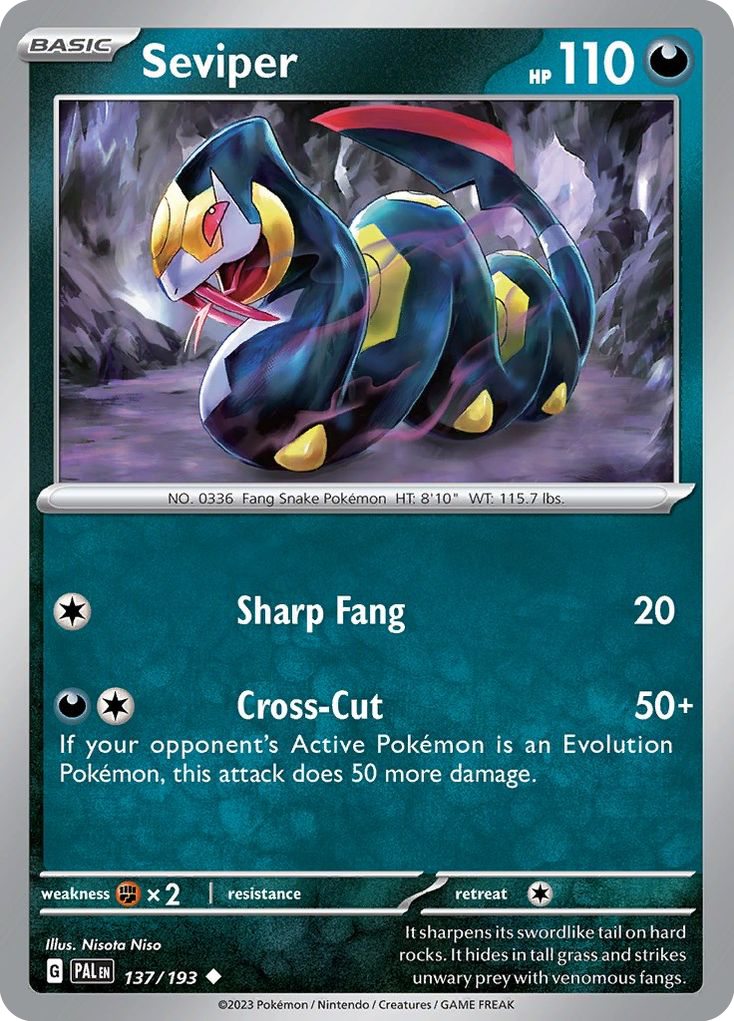 BASIC
Seviper
HP 110
NO. 0336 Fang Snake Pokémon HT: 8'10" WT: 115.7 lbs.
Sharp Fang 20
Cross-Cut 50+
If your opponent's Active Pokémon is an Evolution
Pokémon, this attack does 50 more damage.
weakness ×2 resistance retreat
It sharpens its swordlike tail on hard
rocks. It hides in tall grass and strikes
unwary prey with venomous fangs.
Illus. Nisota Niso
G PAL EN 137/193
©2023 Pokémon / Nintendo / Creatures / GAME FREAK